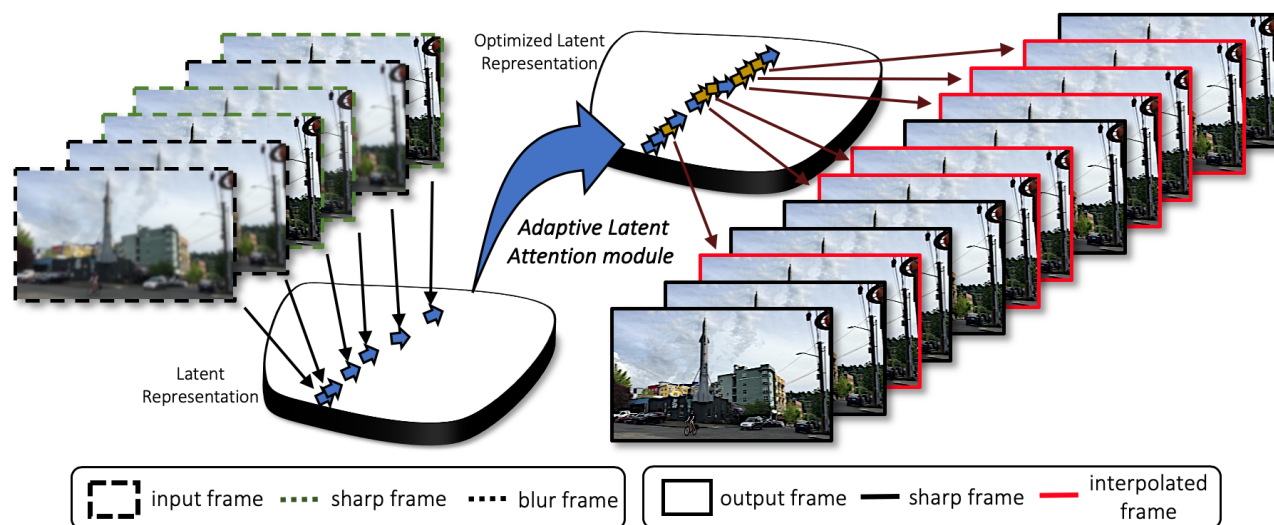 Optimized Latent
Representation
Adaptive Latent
Attention module
Latent
Representation
input frame
sharp frame
blur frame
output frame
sharp frame
interpolated
frame